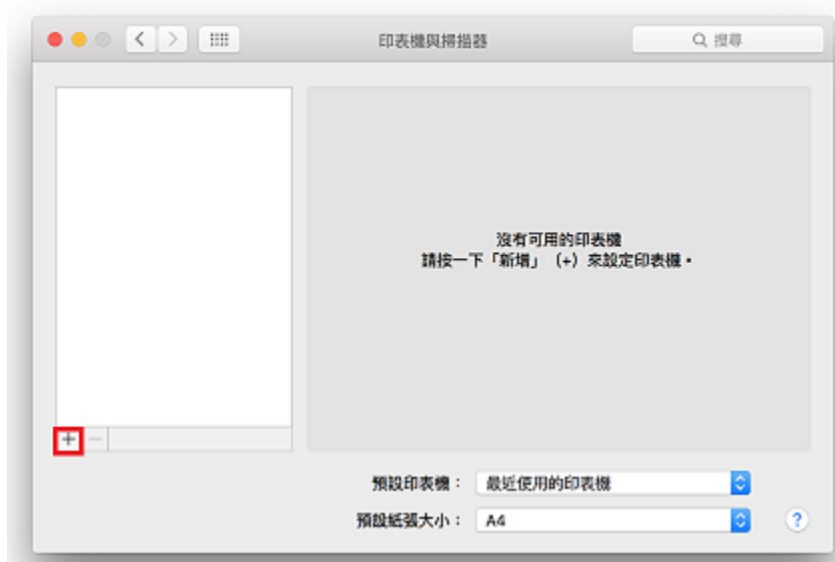 印表機與掃描器
搜尋
沒有可用的印表機
請按一下「新增」（+）來設定印表機。
預設印表機： 最近使用的印表機
預設紙張大小： A4